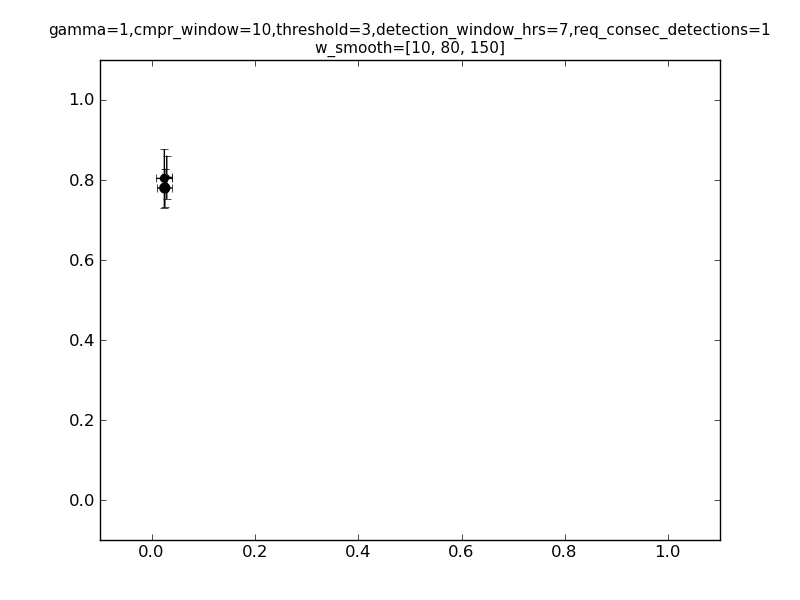 gamma=1,cmpr_window=10,threshold=3,detection_window_hrs=7,req_consec_detections=1
w_smooth=[10, 80, 150]
1.0
0.8
0.6
0.4
0.2
0.0
0.0 0.2 0.4 0.6 0.8 1.0